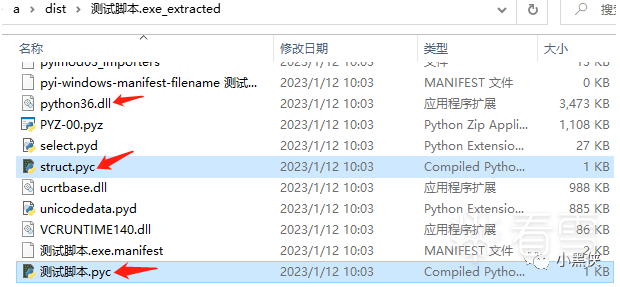 a › dist › 测试脚本.exe_extracted
名称 修改日期 类型 大小
pyimod03_importers 2023/1/12 10:03 文件 13 KB
pyi-windows-manifest-filename 测试... 2023/1/12 10:03 MANIFEST 文件 0 KB
python36.dll 2023/1/12 10:03 应用程序扩展 3,473 KB
PYZ-00.pyz 2023/1/12 10:03 Python Zip Appli... 1,108 KB
select.pyd 2023/1/12 10:03 Python Extensio... 27 KB
struct.pyc 2023/1/12 10:03 Compiled Pytho... 1 KB
ucrtbase.dll 2023/1/12 10:03 应用程序扩展 988 KB
unicodedata.pyd 2023/1/12 10:03 Python Extensio... 885 KB
VCRUNTIME140.dll 2023/1/12 10:03 应用程序扩展 86 KB
测试脚本.exe.manifest 2023/1/12 10:03 MANIFEST 文件 2 KB
测试脚本.pyc 2023/1/12 10:03 Compiled Pytho... 1 KB
看雪
小黑侠